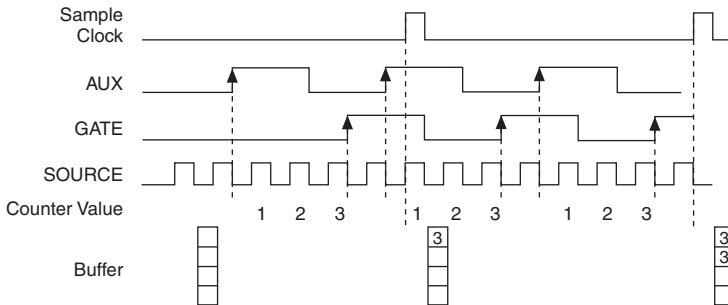 Sample
Clock
AUX
GATE
SOURCE
Counter Value 1 2 3 1 2 3 1 2 3
Buffer
3
3
3